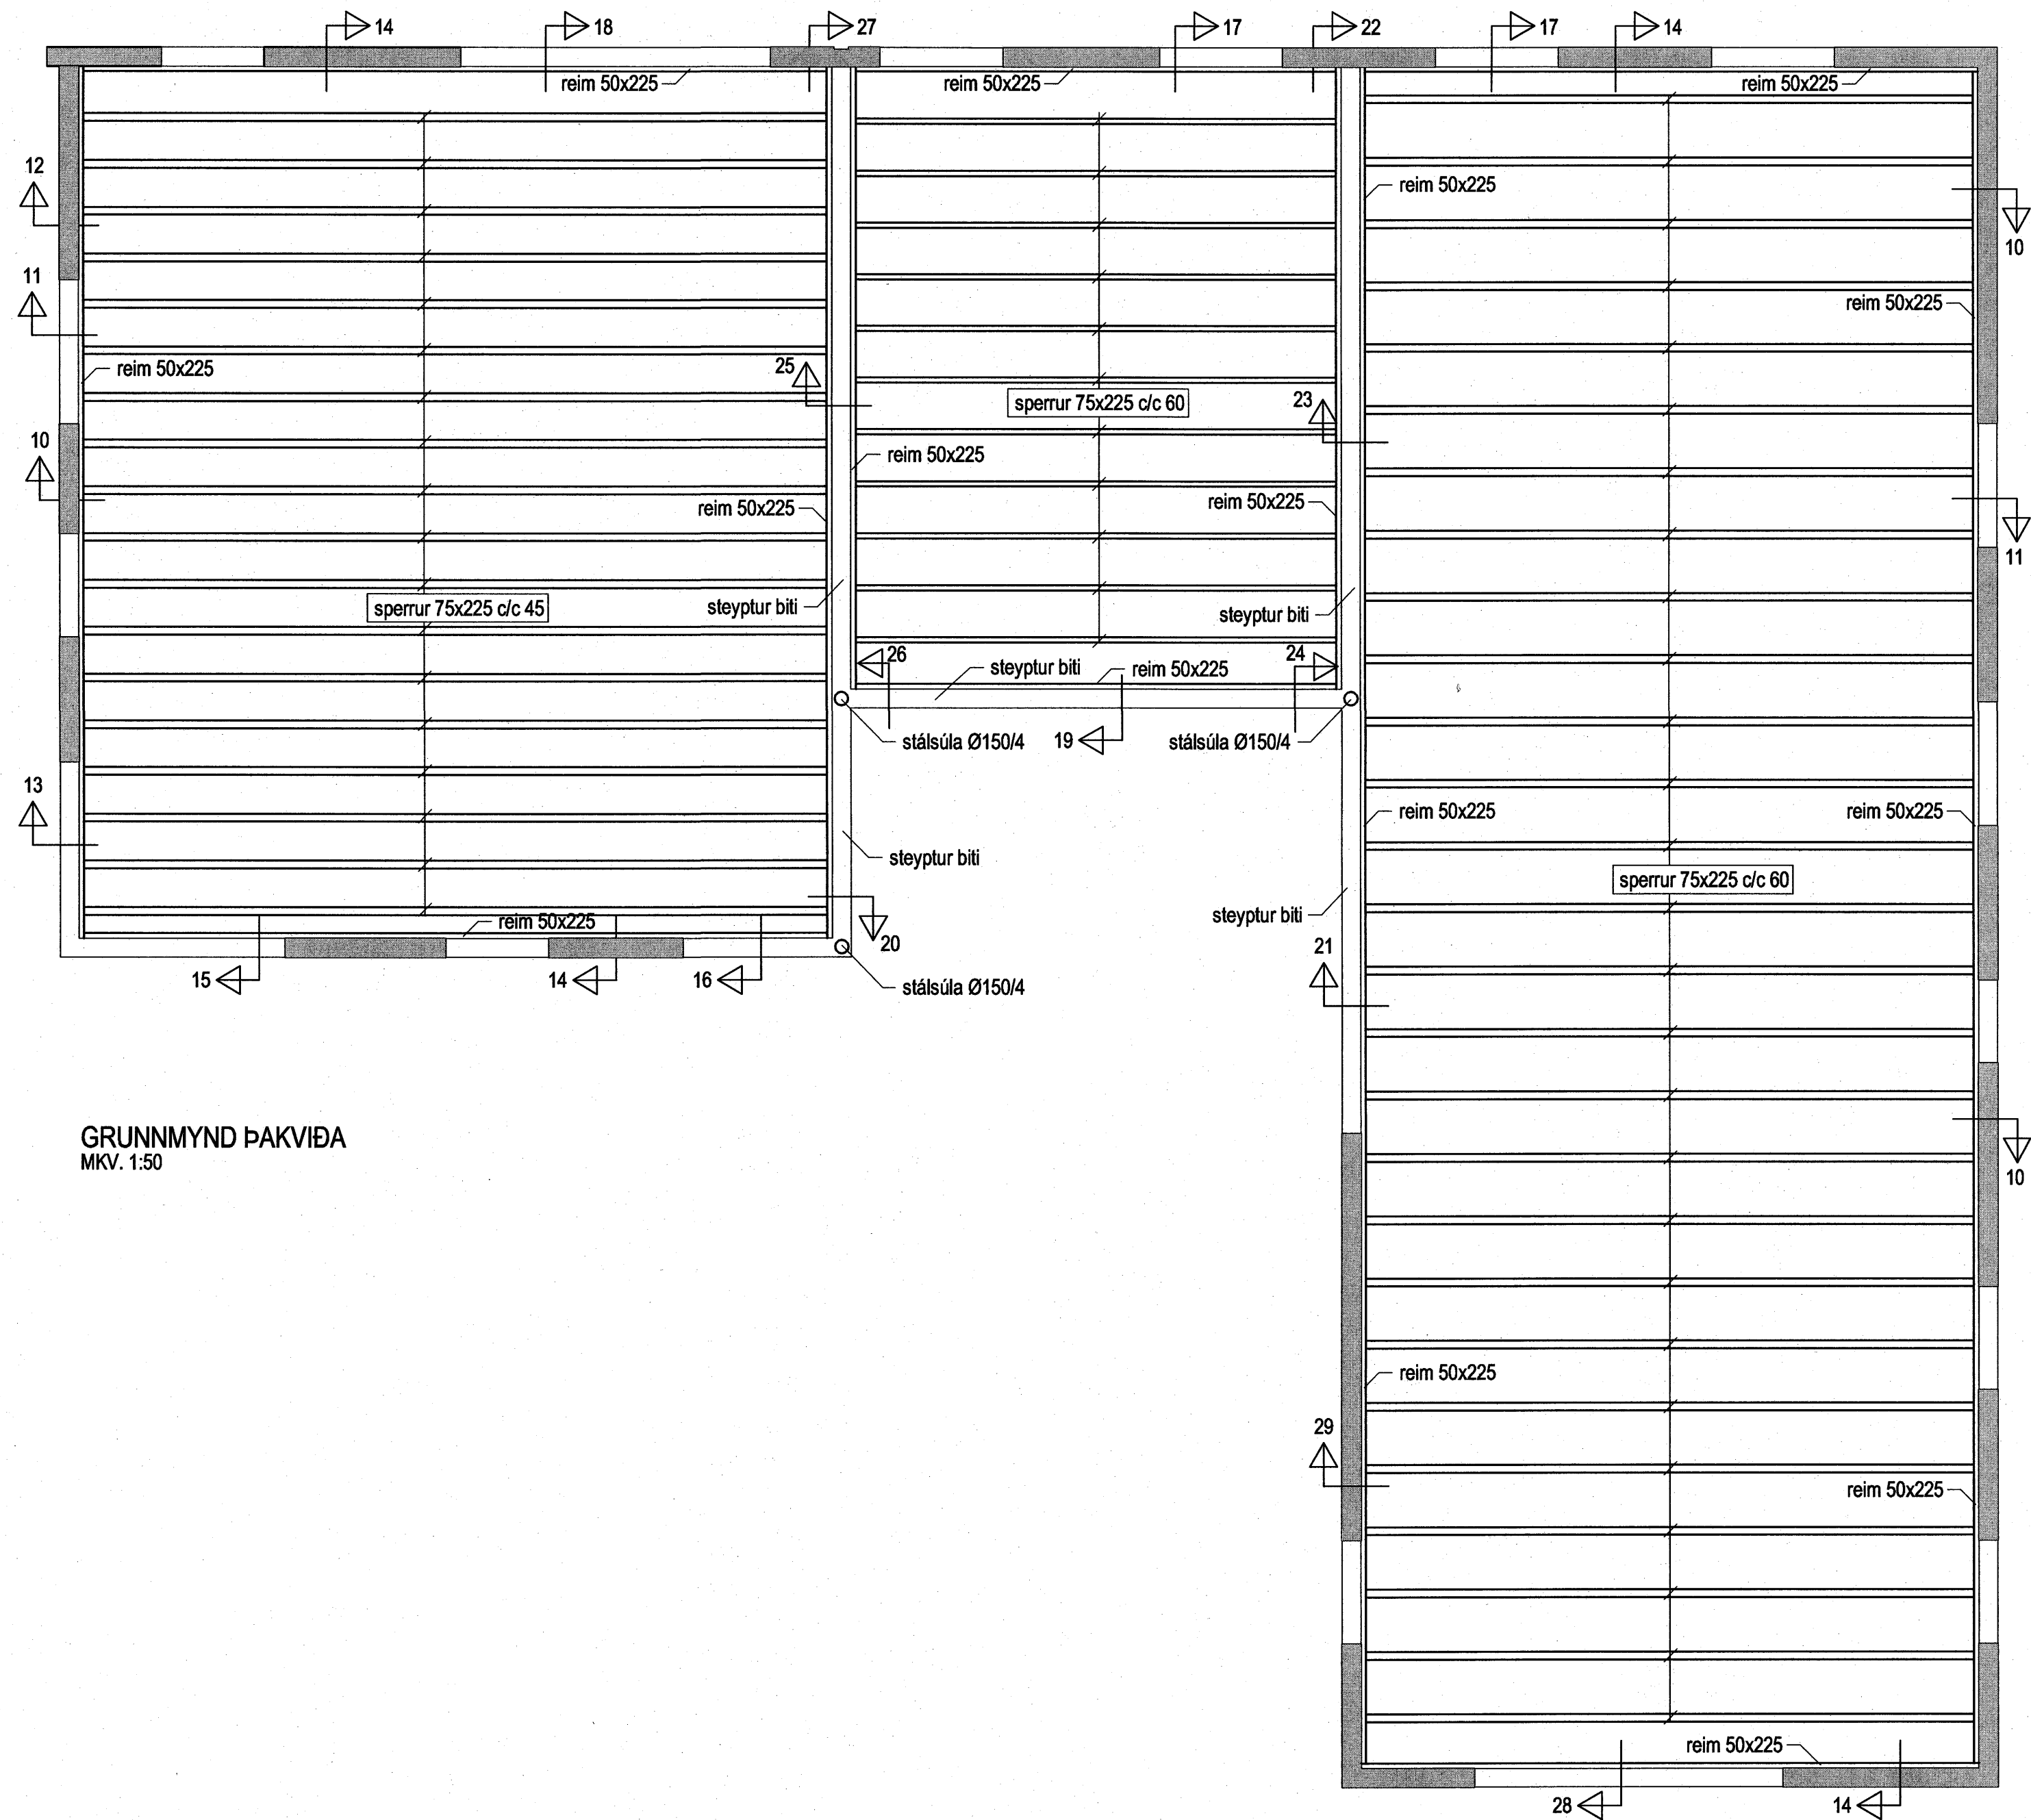 14
18
27
17
22
17
14
reim 50x225
reim 50x225
reim 50x225
12
reim 50x225
10
11
reim 50x225
reim 50x225
25
sperrur 75x225 c/c 60
23
10
reim 50x225
reim 50x225
reim 50x225
11
sperrur 75x225 c/c 45
steyptur biti
steyptur biti
26
steyptur biti
reim 50x225
24
stálsúla Ø150/4
19
stálsúla Ø150/4
13
reim 50x225
reim 50x225
steyptur biti
sperrur 75x225 c/c 60
reim 50x225
steyptur biti
20
21
15
14
16
stálsúla Ø150/4
GRUNNMYND ÞAKVIÐA
MKV. 1:50
10
reim 50x225
29
reim 50x225
reim 50x225
28
14